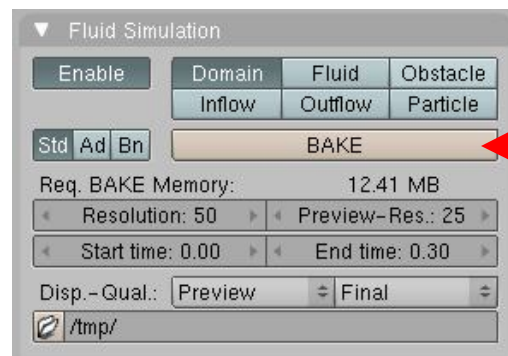 Fluid Simulation
Enable Domain Fluid Obstacle
Inflow Outflow Particle
Std Ad Bn BAKE
Req. BAKE Memory: 12.41 MB
Resolution: 50 Preview-Res.: 25
Start time: 0.00 End time: 0.30
Disp.-Qual.: Preview Final
/tmp/